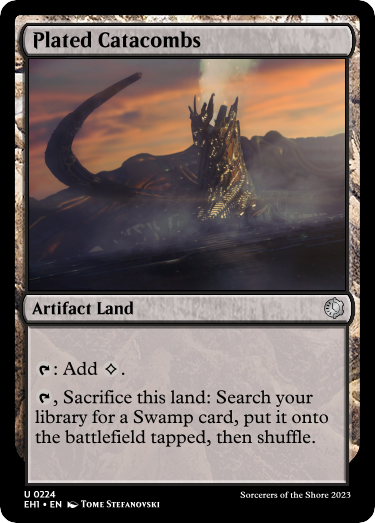 Plated Catacombs
Artifact Land
: Add .
, Sacrifice this land: Search your
library for a Swamp card, put it onto
the battlefield tapped, then shuffle.
U 0224
EH1 • EN Tome Stefanovski
Sorcerers of the Shore 2023